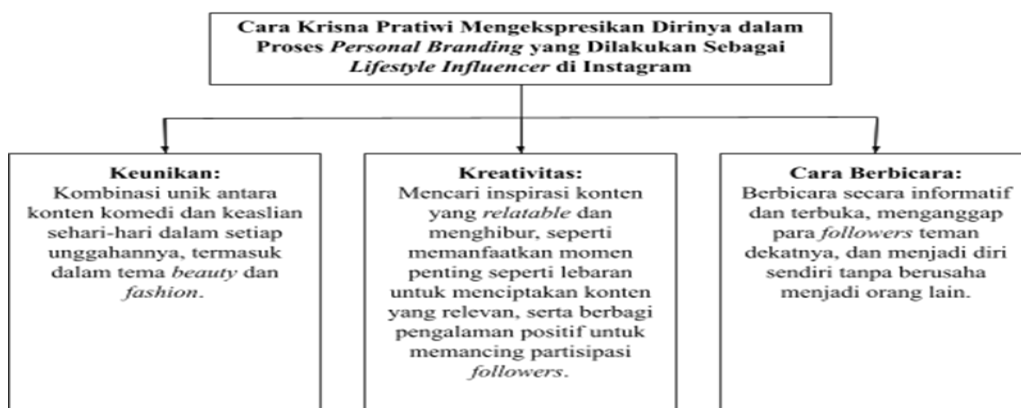 Cara Krisna Pratiwi Mengekspresikan Dirinya dalam
Proses Personal Branding yang Dilakukan Sebagai
Lifestyle Influencer di Instagram
Keunikan:
Kombinasi unik antara
konten komedi dan keaslian
sehari-hari dalam setiap
unggahannya, termasuk
dalam tema beauty dan
fashion.
Kreativitas:
Mencari inspirasi konten
yang relatable dan
menghibur, seperti
memanfaatkan momen
penting seperti lebaran
untuk menciptakan konten
yang relevan, serta berbagi
pengalaman positif untuk
memancing partisipasi
followers.
Cara Berbicara:
Berbicara secara informatif
dan terbuka, menganggap
para followers teman
dekatnya, dan menjadi diri
sendiri tanpa berusaha
menjadi orang lain.